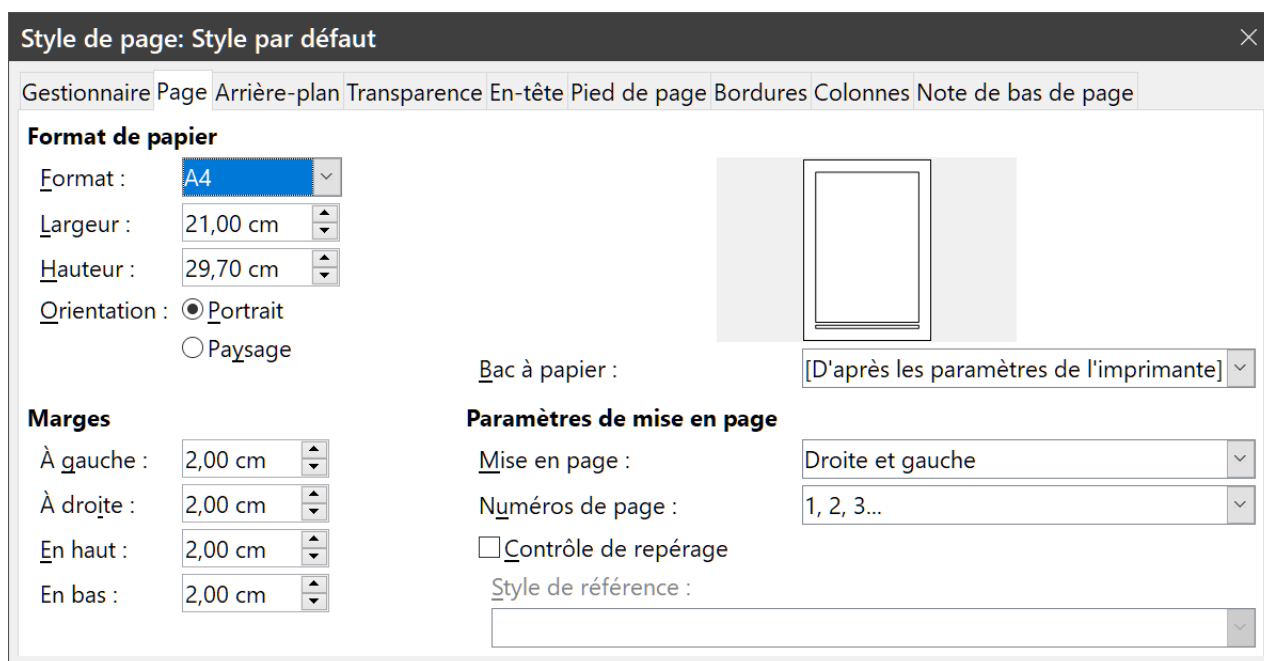 Style de page: Style par défaut
Gestionnaire Page Arrière-plan Transparence En-tête Pied de page Bordures Colonnes Note de bas de page
Format de papier
Format : A4
Largeur : 21,00 cm
Hauteur : 29,70 cm
Orientation : Portrait
Paysage
Bac à papier : [D'après les paramètres de l'imprimante]
Marges
À gauche : 2,00 cm
À droite : 2,00 cm
En haut : 2,00 cm
En bas : 2,00 cm
Paramètres de mise en page
Mise en page : Droite et gauche
Numéros de page : 1, 2, 3...
Contrôle de repérage
Style de référence :